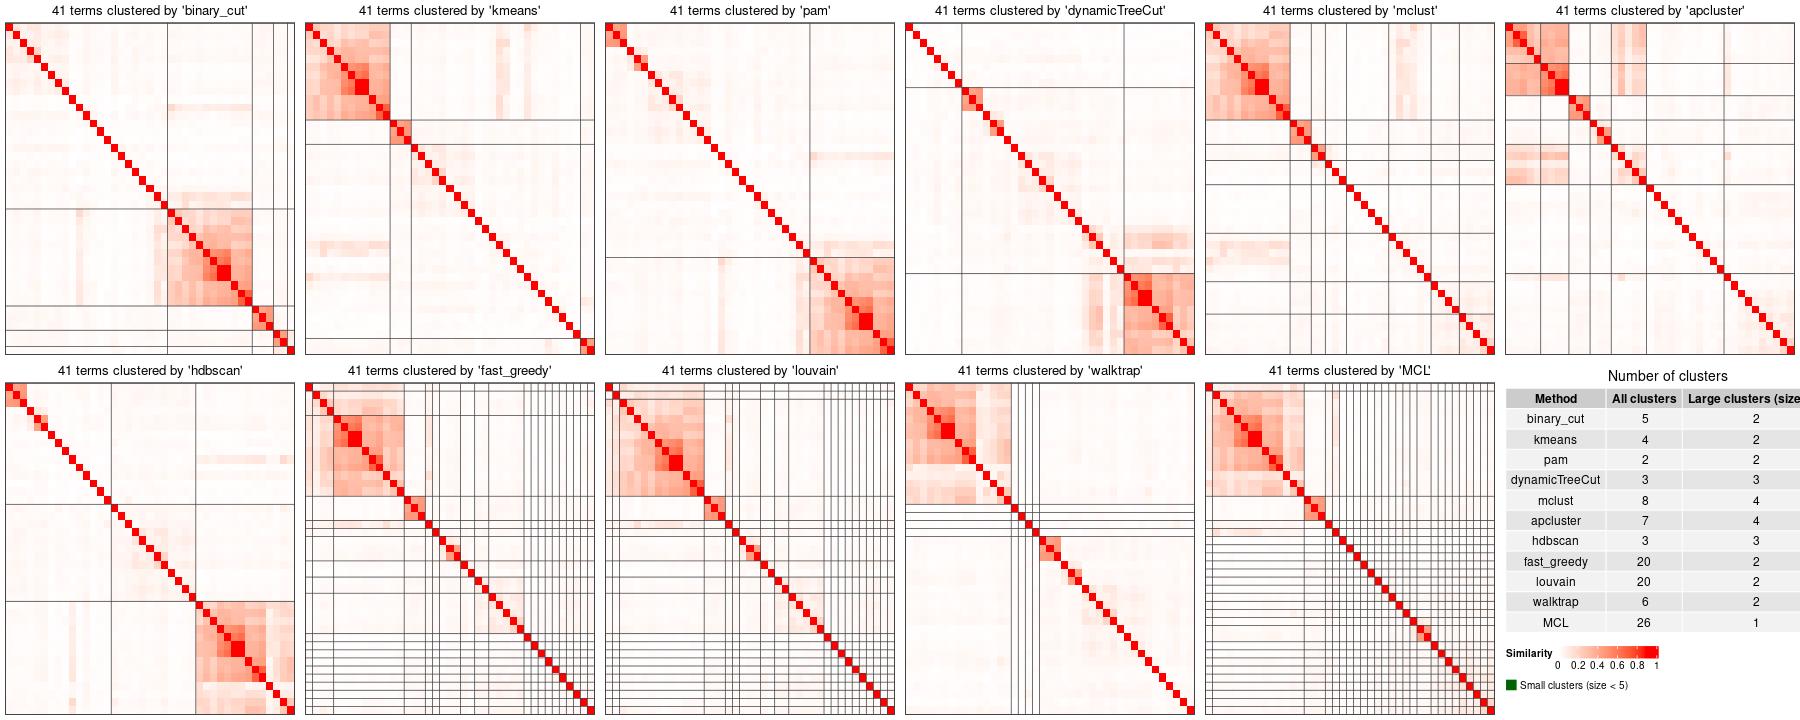 41 terms clustered by 'binary_cut'
41 terms clustered by 'kmeans'
41 terms clustered by 'pam'
41 terms clustered by 'dynamicTreeCut'
41 terms clustered by 'mclust'
41 terms clustered by 'apcluster'
41 terms clustered by 'hdbscan'
41 terms clustered by 'fast_greedy'
41 terms clustered by 'louvain'
41 terms clustered by 'walktrap'
41 terms clustered by 'MCL'
Number of clusters
Method All clusters Large clusters (size
binary_cut 5 2
kmeans 4 2
pam 2 2
dynamicTreeCut 3 3
mclust 8 4
apcluster 7 4
hdbscan 3 3
fast_greedy 20 2
louvain 20 2
walktrap 6 2
MCL 26 1
Similarity
0 0.2 0.4 0.6 0.8 1
Small clusters (size < 5)